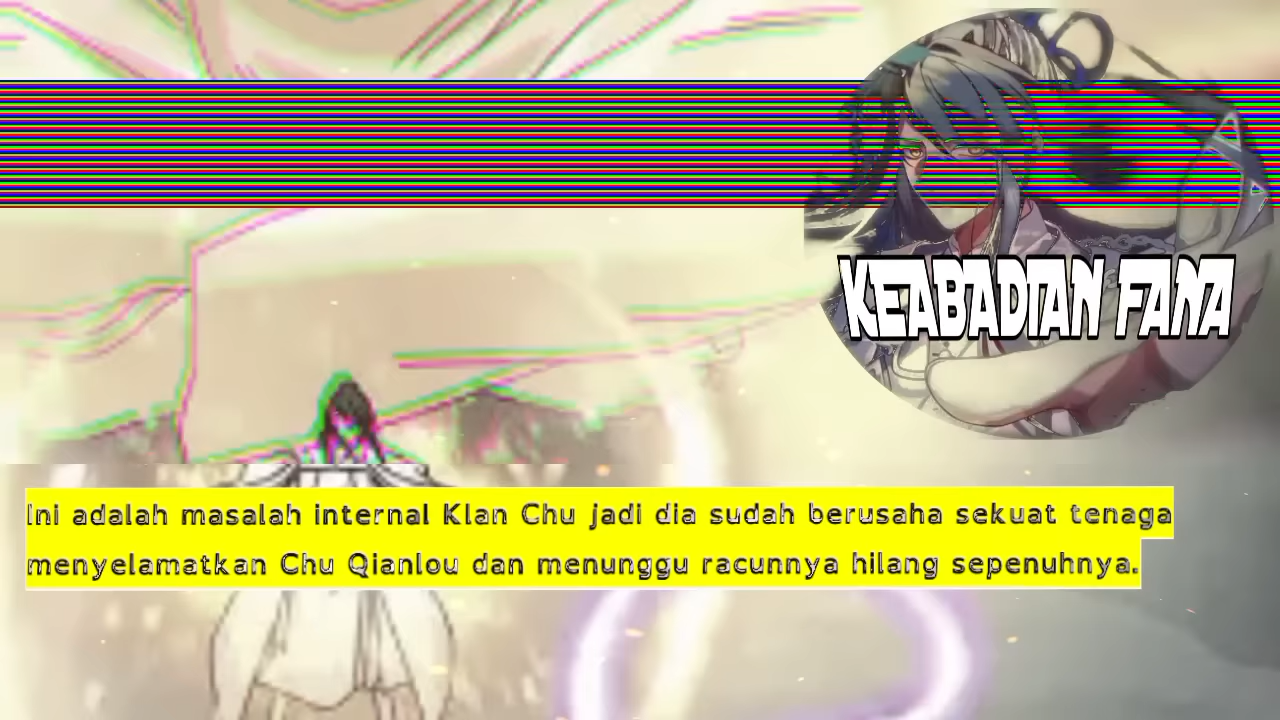 KEABADIAN FANA
Ini adalah masalah internal Klan Chu jadi dia sudah berusaha sekuat tenaga
menyelamatkan Chu Qianlou dan menunggu racunnya hilang sepenuhnya.